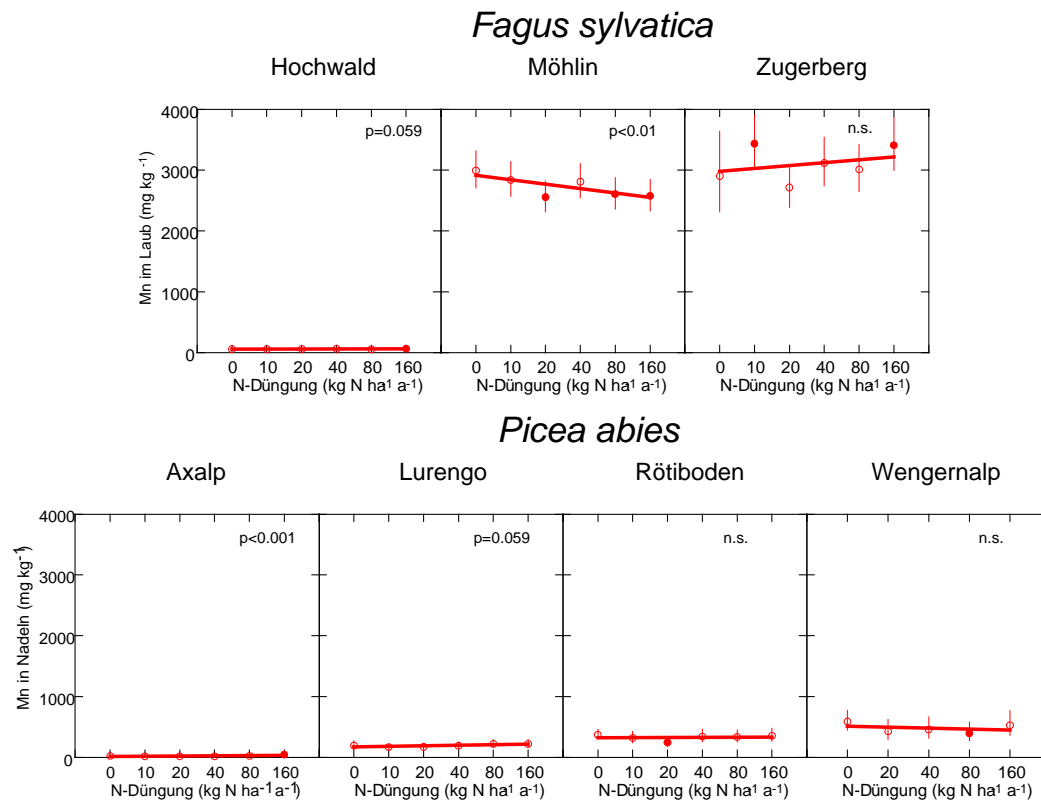 Fagus sylvatica
Hochwald Möhlin Zugerberg
p=0.059 p<0.01 n.s.
4000
3000
2000
1000
0
Mn im Laub (mg kg -1)
0 10 20 40 80 160 0 10 20 40 80 160 0 10 20 40 80 160
N-Düngung (kg N ha1 a-1) N-Düngung (kg N ha1 a-1) N-Düngung (kg N ha1 a-1)
Picea abies
Axalp Lurengo Rötiboden Wengernalp
p<0.001 p=0.059 n.s. n.s.
4000
3000
2000
1000
0
Mn in Nadeln (mg kg-1)
0 10 20 40 80 160 0 10 20 40 80 160 0 10 20 40 80 160 0 20 40 80 160
N-Düngung (kg N ha-1 a-1) N-Düngung (kg N ha1 a-1) N-Düngung (kg N ha1 a-1) N-Düngung (kg N ha1 a-1)